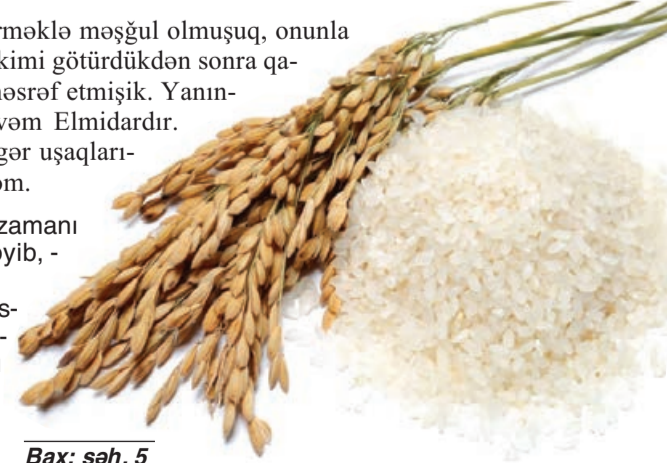 rməklə məşğul olmuşuq, onunla
kimi götürdükdən sonra qa-
əsrəf etmişik. Yanın-
vəm Elmidardır.
gər uşaqları-
əm.
zamanı
yib, -
s-
-
Bax: səh. 5